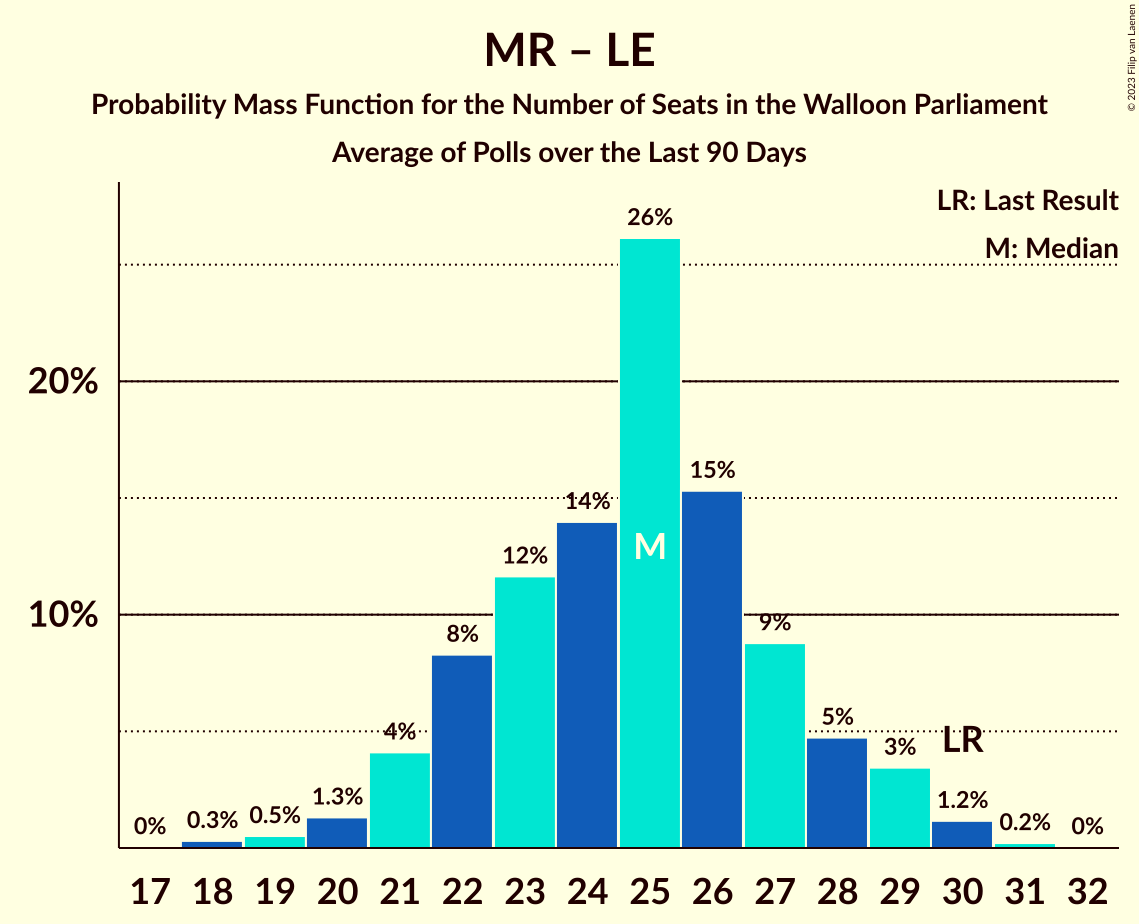 MR – LE
Probability Mass Function for the Number of Seats in the Walloon Parliament
Average of Polls over the Last 90 Days
© 2023 Filip van Laenen
LR: Last Result
M: Median
26%
20%
15%
14%
M
12%
10%
9%
8%
5%
4%
3%
LR
1.3%
1.2%
0.5%
0.3%
0.2%
0%
0%
17 18 19 20 21 22 23 24 25 26 27 28 29 30 31 32